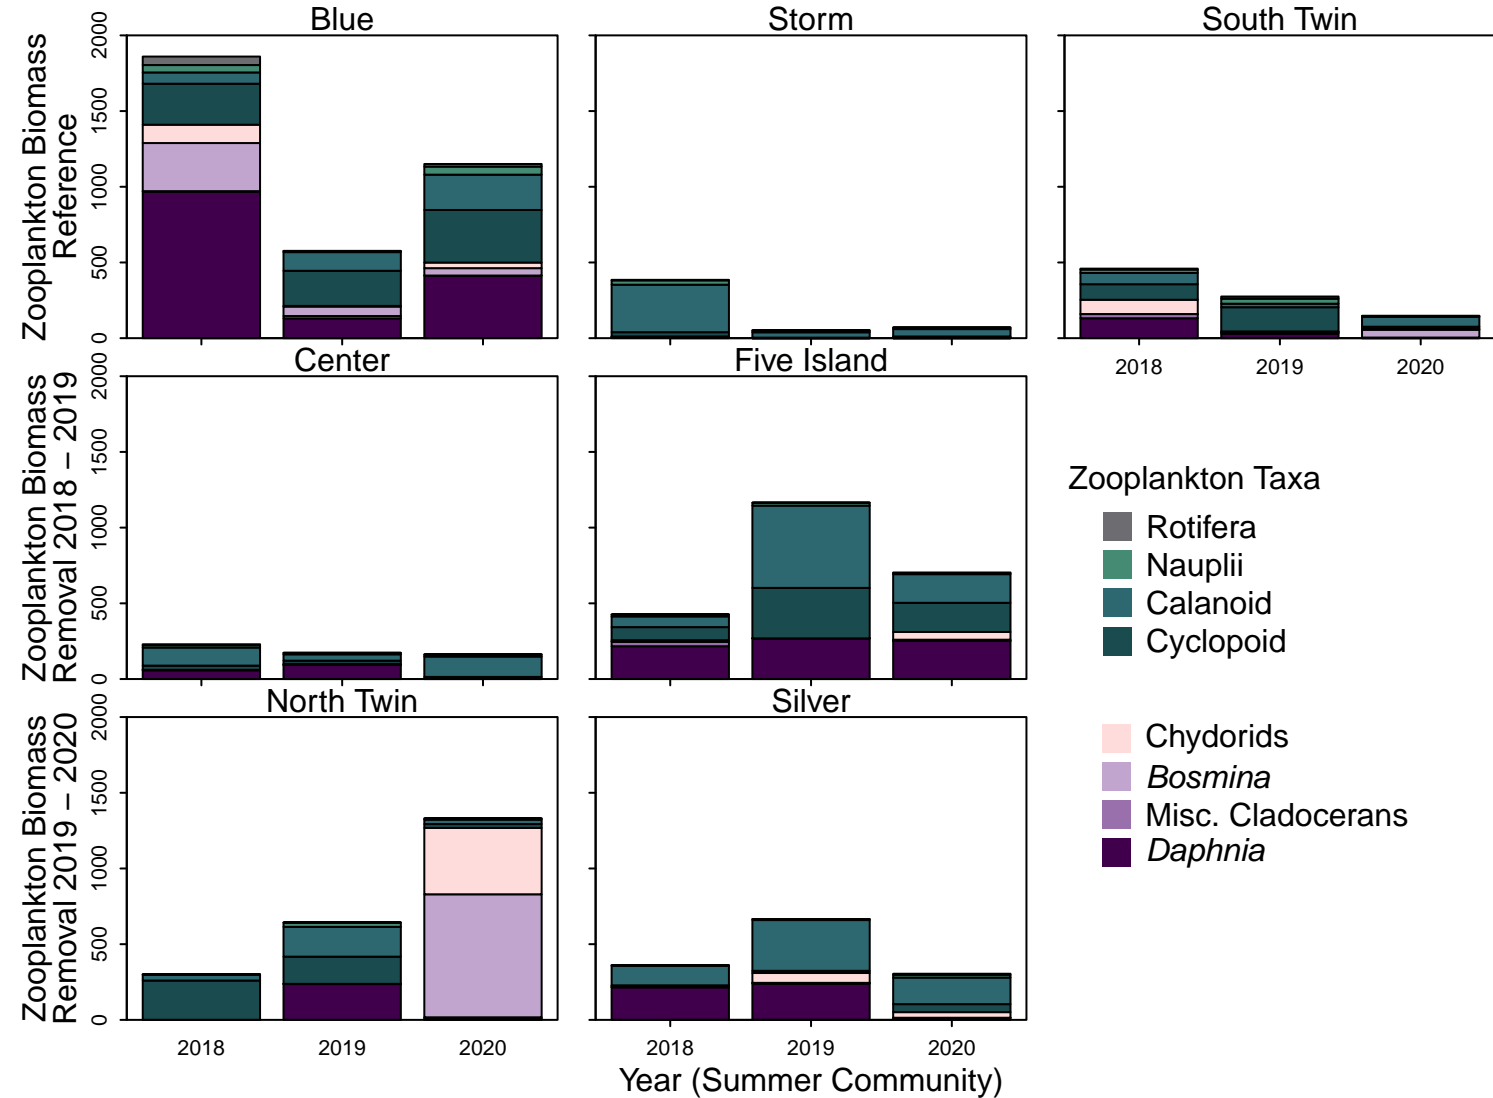 Blue
Storm
South Twin
Zooplankton Biomass
Reference
0
500
1000
1500
2000
2018
2019
2020
Center
Five Island
Zooplankton Biomass
Removal 2018 – 2019
0
500
1000
1500
2000
Zooplankton Taxa
Rotifera
Nauplii
Calanoid
Cyclopoid
Chydorids
Bosmina
Misc. Cladocerans
Daphnia
North Twin
Silver
Zooplankton Biomass
Removal 2019 – 2020
0
500
1000
1500
2000
2018
2019
2020
2018
2019
2020
Year (Summer Community)